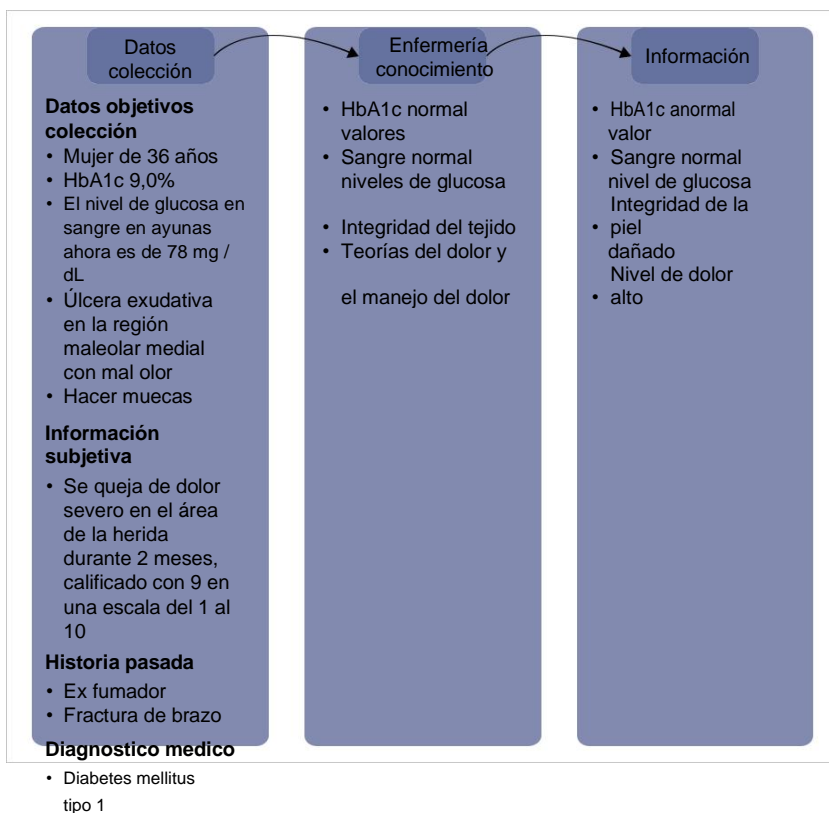 Datos
colección
Datos objetivos
colección
• Mujer de 36 años
• HbA1c 9,0%
• El nivel de glucosa en
sangre en ayunas
ahora es de 78 mg /
dL
• Úlcera exudativa
en la región
maleolar medial
con mal olor
• Hacer muecas
Información
subjetiva
• Se queja de dolor
severo en el área
de la herida
durante 2 meses,
calificado con 9 en
una escala del 1 al
10
Historia pasada
• Ex fumador
• Fractura de brazo
Diagnostico medico
• Diabetes mellitus
tipo 1
Enfermería
conocimiento
• HbA1c normal
valores
• Sangre normal
niveles de glucosa
• Integridad del tejido
• Teorías del dolor y
el manejo del dolor
Información
• HbA1c anormal
valor
• Sangre normal
nivel de glucosa
Integridad de la
• piel
dañado
Nivel de dolor
• alto